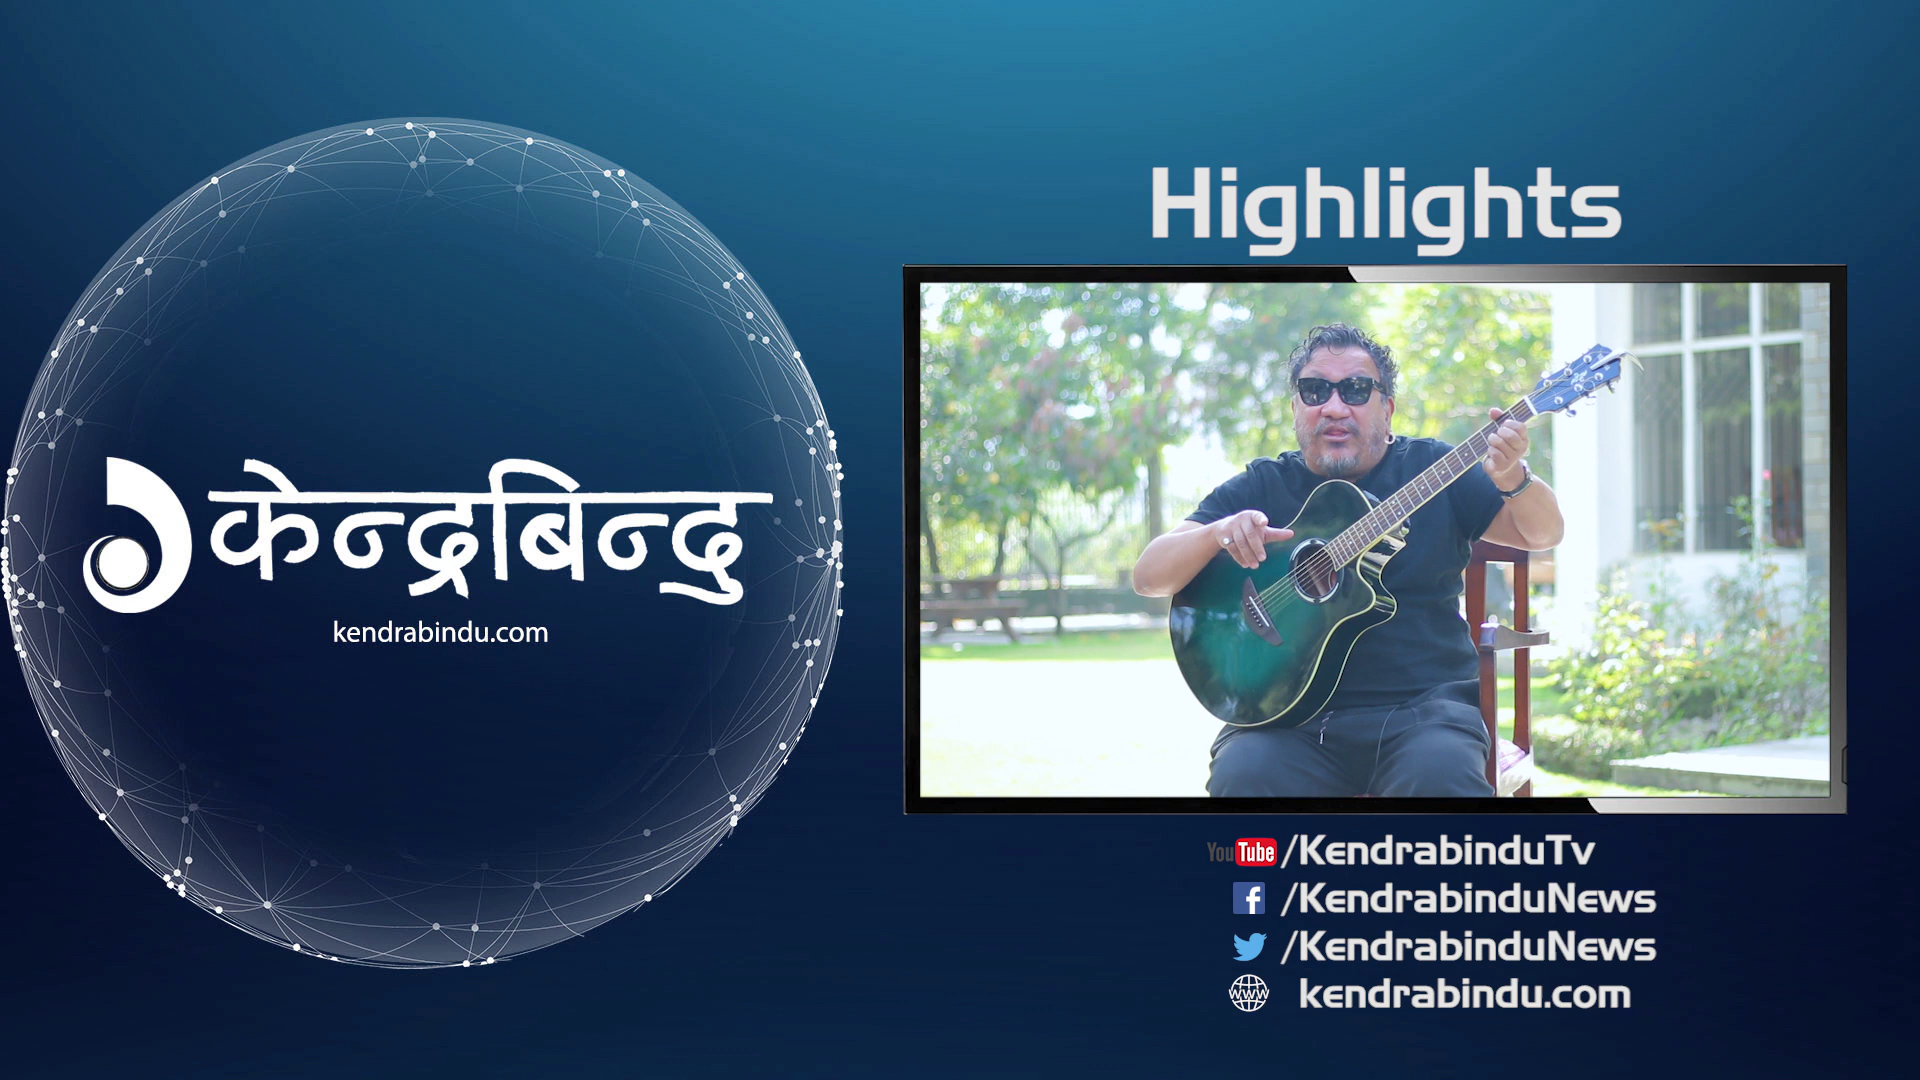 केन्द्रबिन्दु
kendrabindu.com
Highlights
YouTube /KendrabinduTv
f /KendrabinduNews
/KendrabinduNews
www kendrabindu.com